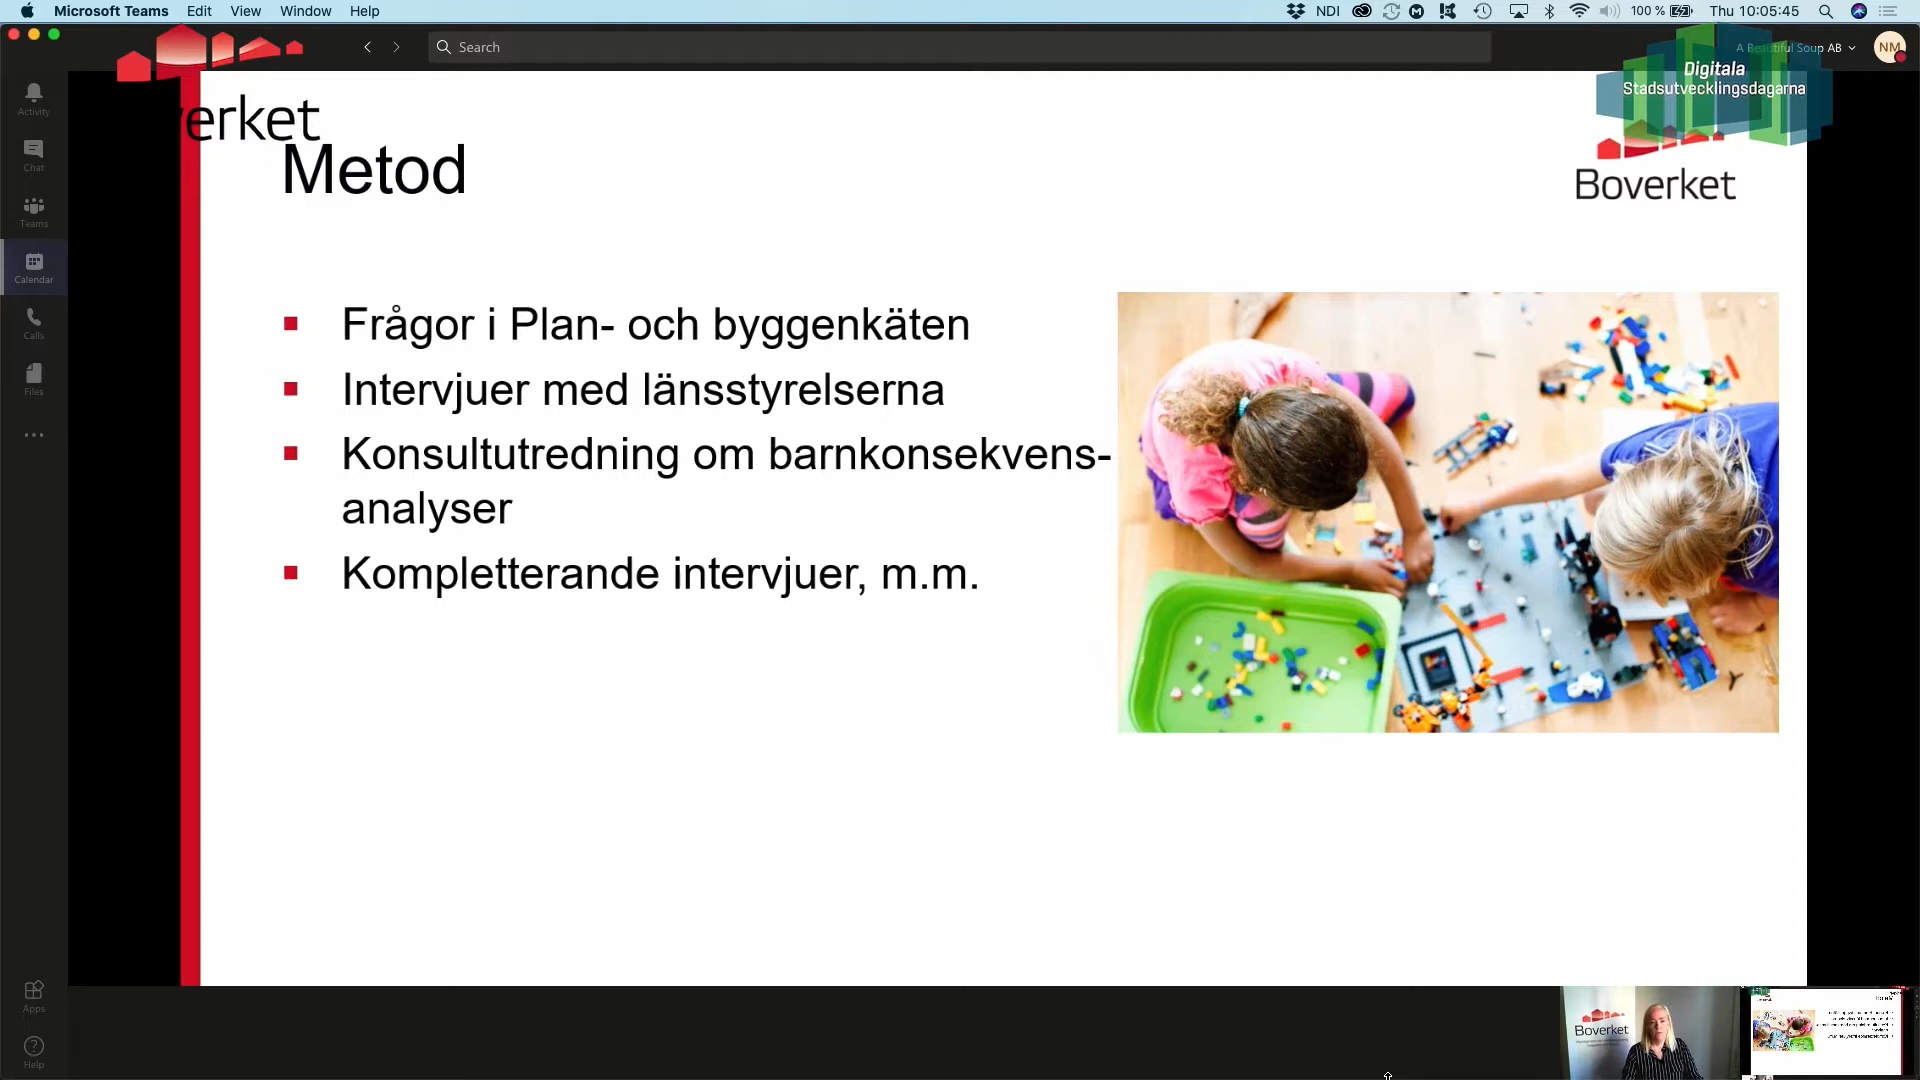 Microsoft Teams Edit View Window Help
NDI 100 % Thu 10:05:45
Search
A Beautiful Soup AB
NM
Digitala
Stadsutvecklingsdagarna
Activity
Chat
Teams
Calendar
Calls
Files
Apps
Help
erket
Metod
Boverket
Frågor i Plan- och byggenkäten
Intervjuer med länsstyrelserna
Konsultutredning om barnkonsekvens-
analyser
Kompletterande intervjuer, m.m.
Boverket